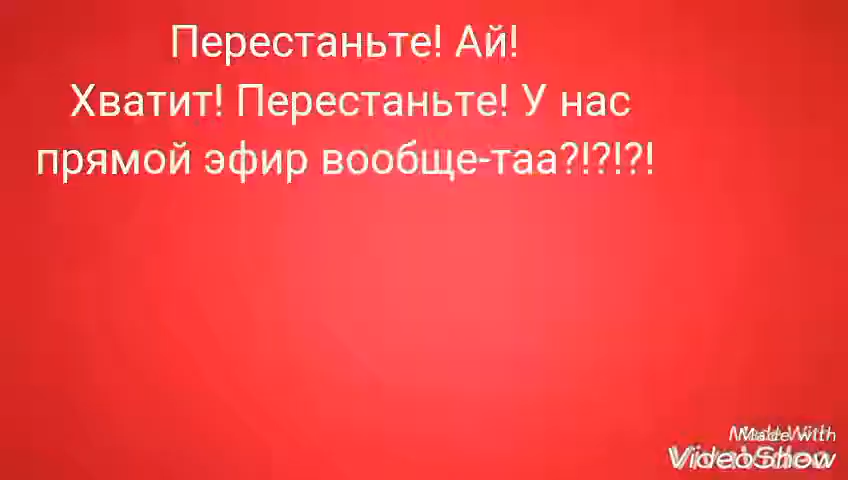 Перестаньте! Ай!
Хватит! Перестаньте! У нас
прямой эфир вообще-таа?!?!?!
Made With
VideoShow